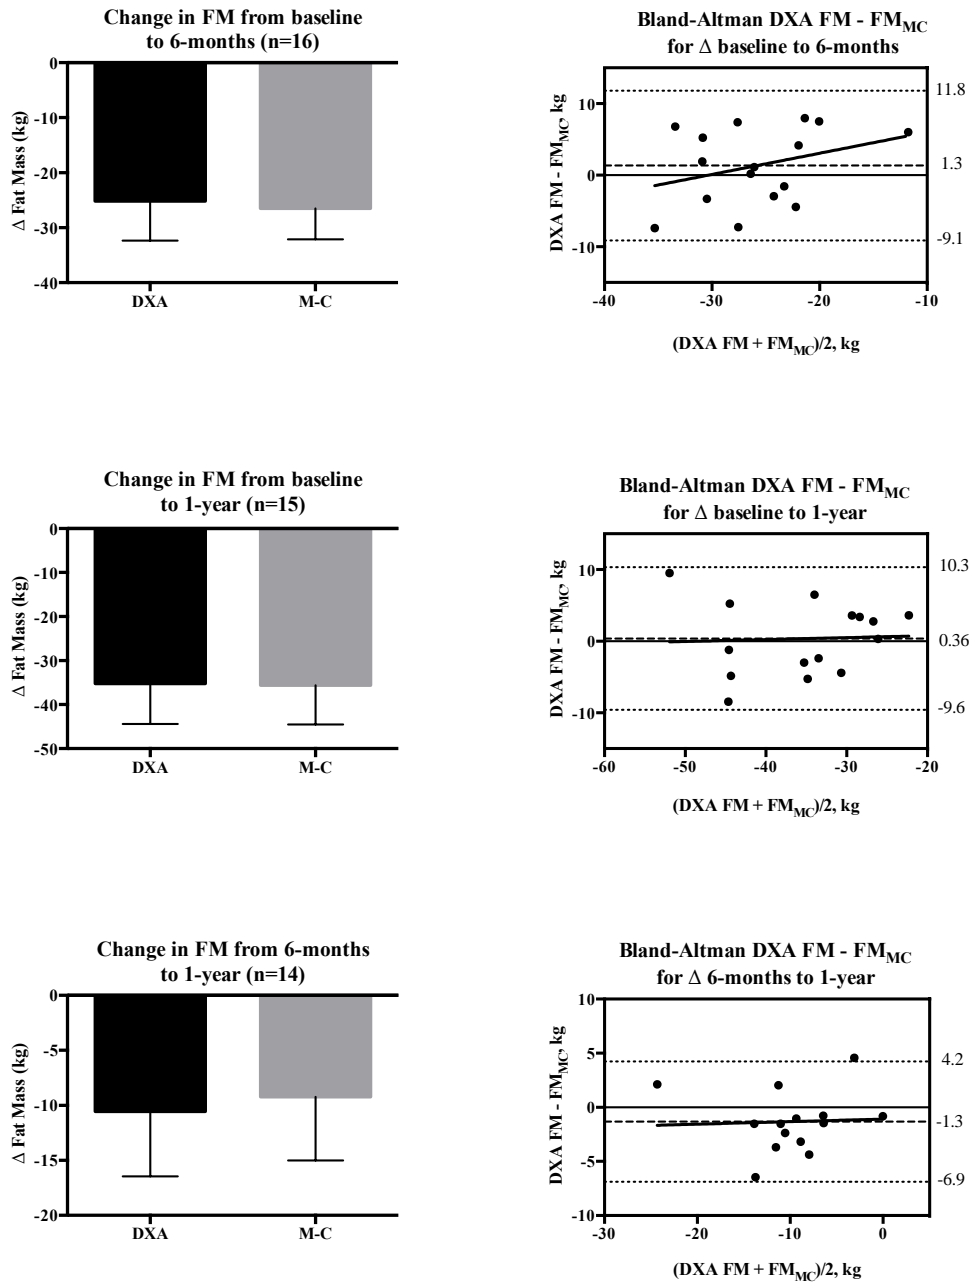 Change in FM from baseline
to 6-months (n=16)
0
-10
-20
-30
-40
Δ Fat Mass (kg)
DXA
M-C
Bland-Altman DXA FM - FMMC
for Δ baseline to 6-months
10
0
-10
DXA FM - FMMC, kg
11.8
1.3
-9.1
-40
-30
-20
-10
(DXA FM + FMMC)/2, kg
Change in FM from baseline
to 1-year (n=15)
0
-10
-20
-30
-40
-50
Δ Fat Mass (kg)
DXA
M-C
Bland-Altman DXA FM - FMMC
for Δ baseline to 1-year
10
0
-10
DXA FM - FMMC, kg
10.3
0.36
-9.6
-60
-50
-40
-30
-20
(DXA FM + FMMC)/2, kg
Change in FM from 6-months
to 1-year (n=14)
0
-5
-10
-15
-20
Δ Fat Mass (kg)
DXA
M-C
Bland-Altman DXA FM - FMMC
for Δ 6-months to 1-year
10
5
0
-5
-10
DXA FM - FMMC, kg
4.2
-1.3
-6.9
-30
-20
-10
0
(DXA FM + FMMC)/2, kg